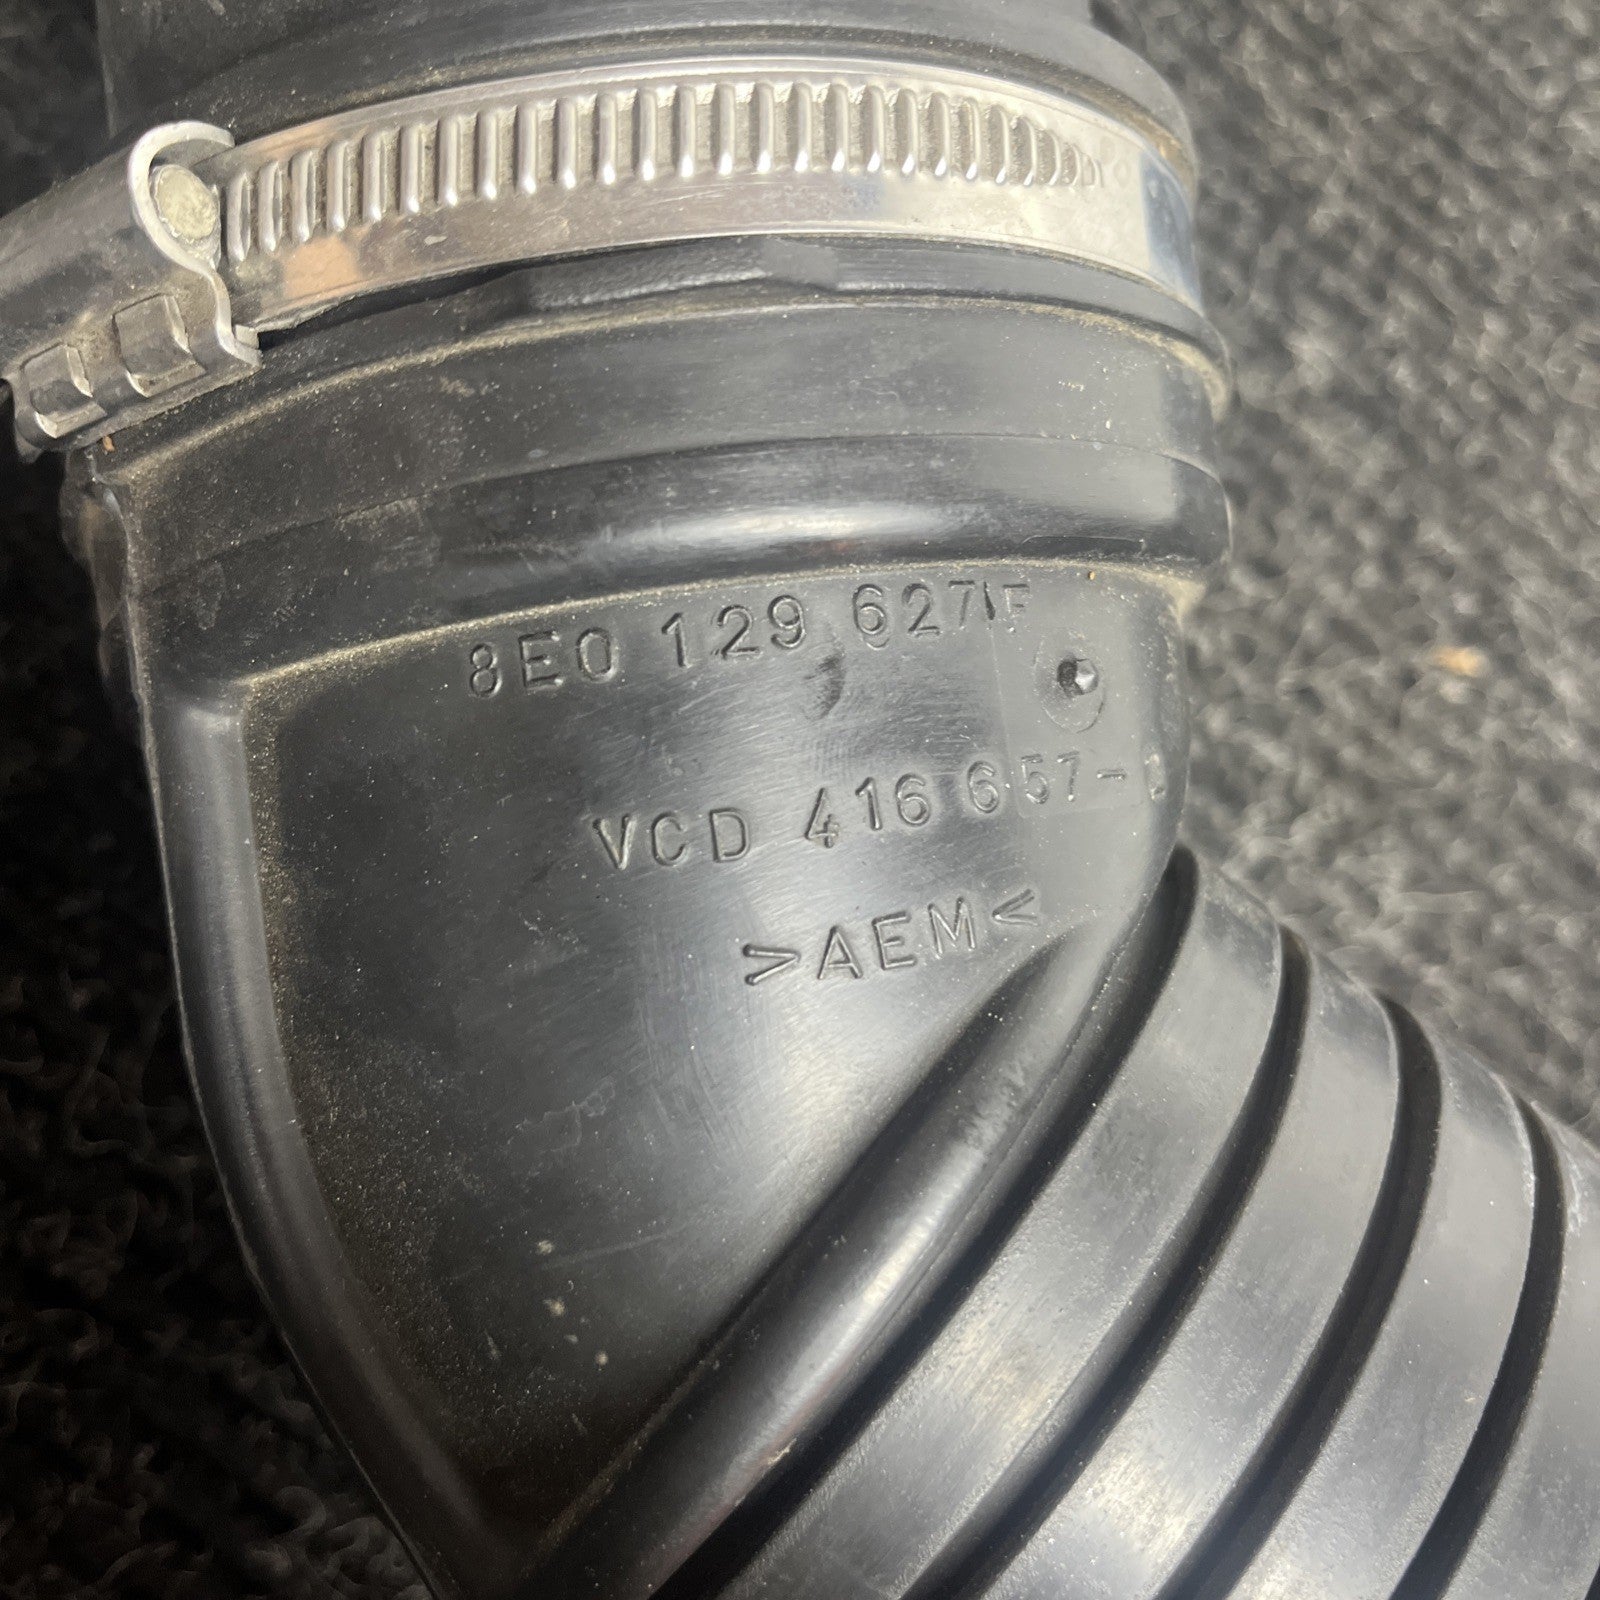 8E0 129 627 F
VCD 416 657-
>AEM<